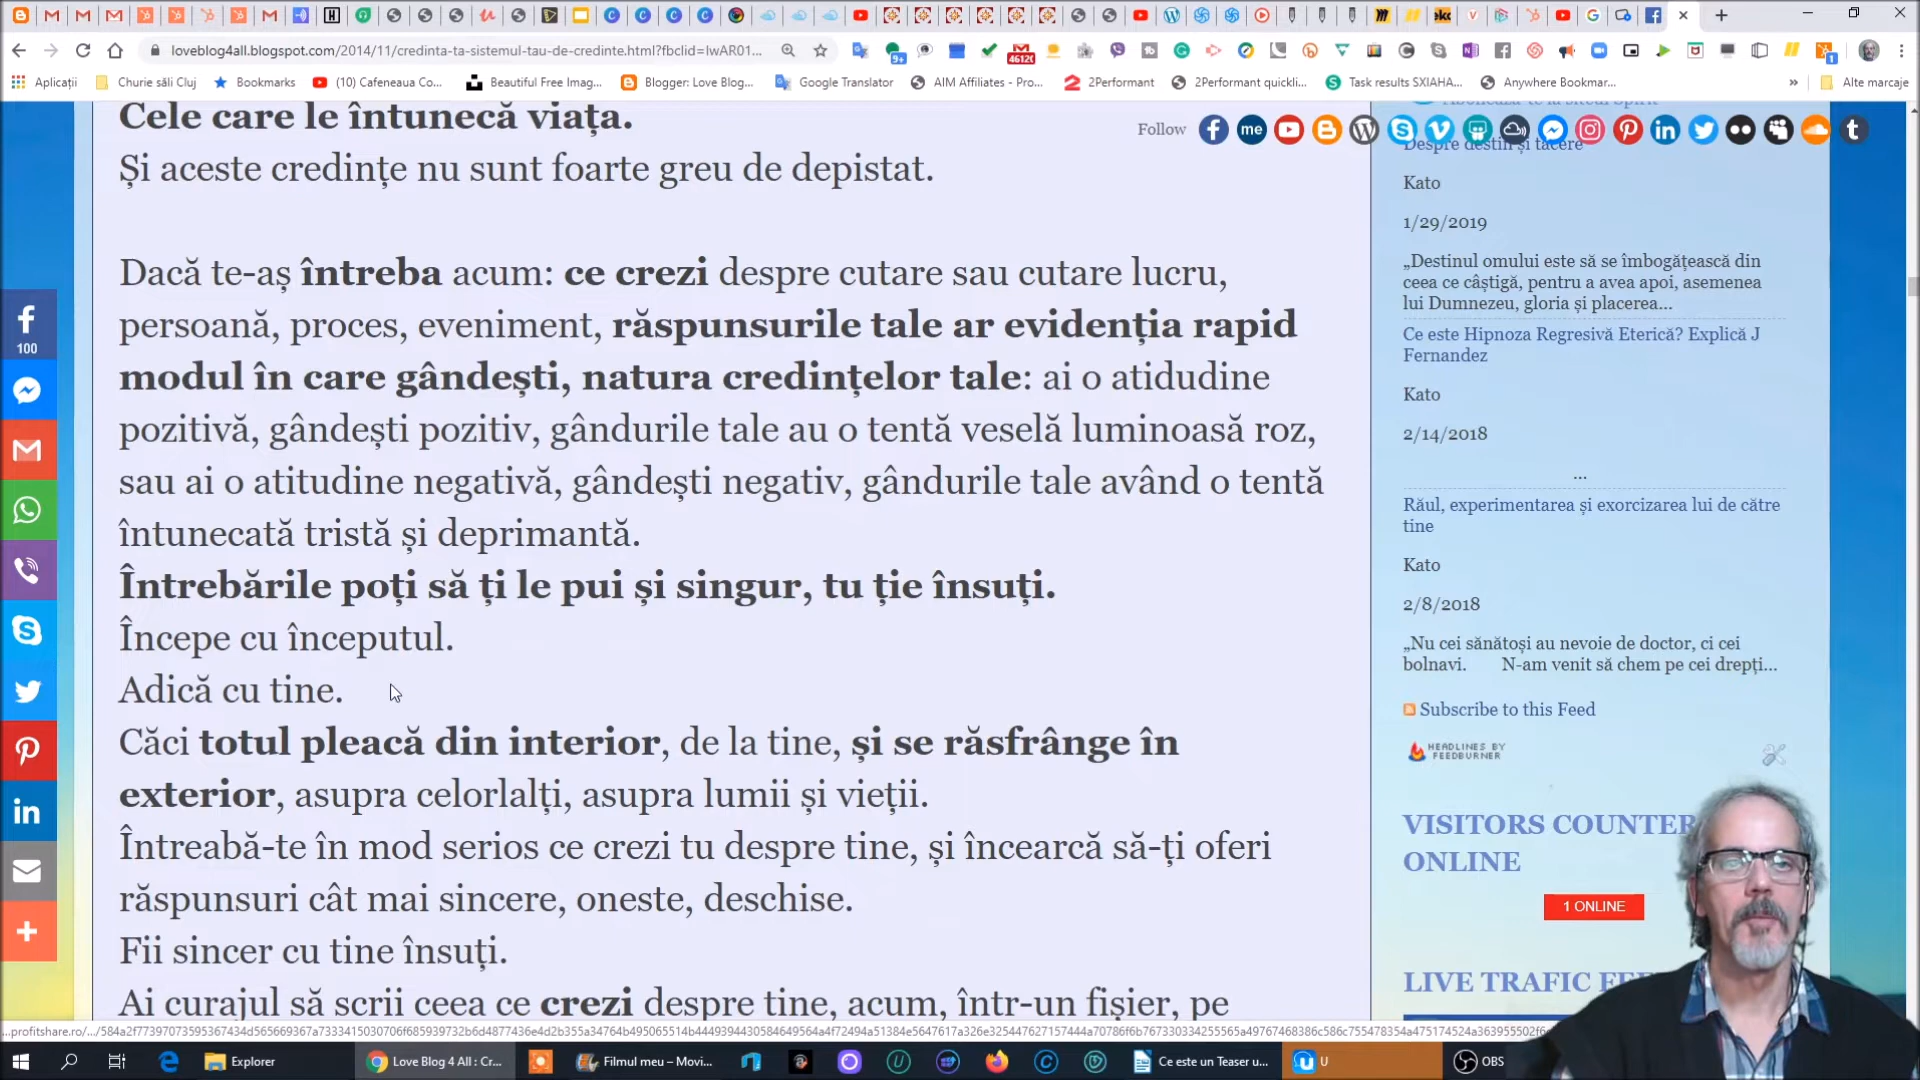 loveblog4all.blogspot.com/2014/11/credinta-ta-sistemul-tau-de-credinte.html?fbclid=IwAR01...
Aplicații
Churie săli Cluj
Bookmarks
(10) Cafeneaua Co...
Beautiful Free Imag...
Blogger: Love Blog...
Google Translator
AIM Affiliates - Pro...
2Performant
2Performant quickli...
Task results SXIAHA...
Anywhere Bookmar...
»
Alte marcaje
Cele care le întunecă viața.
Și aceste credințe nu sunt foarte greu de depistat.
Dacă te-aș întreba acum: ce crezi despre cutare sau cutare lucru,
persoană, proces, eveniment, răspunsurile tale ar evidenția rapid
modul în care gândești, natura credințelor tale: ai o atidudine
pozitivă, gândești pozitiv, gândurile tale au o tentă veselă luminoasă roz,
sau ai o atitudine negativă, gândești negativ, gândurile tale având o tentă
întunecată tristă și deprimantă.
Întrebările poți să ți le pui și singur, tu ție însuți.
Începe cu începutul.
Adică cu tine.
Căci totul pleacă din interior, de la tine, și se răsfrânge în
exterior, asupra celorlalți, asupra lumii și vieții.
Întreabă-te în mod serios ce crezi tu despre tine, și încearcă să-ți oferi
răspunsuri cât mai sincere, oneste, deschise.
Fii sincer cu tine însuți.
Ai curajul să scrii ceea ce crezi despre tine, acum, într-un fișier, pe
100
Follow
me
Despre destin și tăcere
Kato
1/29/2019
„Destinul omului este să se îmbogățească din
ceea ce câștigă, pentru a avea apoi, asemenea
lui Dumnezeu, gloria și placerea...
Ce este Hipnoza Regresivă Eterică? Explică J
Fernandez
Kato
2/14/2018
...
Răul, experimentarea și exorcizarea lui de către
tine
Kato
2/8/2018
„Nu cei sănătoși au nevoie de doctor, ci cei
bolnavi. N-am venit să chem pe cei drepți...
Subscribe to this Feed
HEADLINES BY
FEEDBURNER
VISITORS COUNTER
ONLINE
1 ONLINE
LIVE TRAFIC
Explorer
Love Blog 4 All : Cr...
Filmul meu – Movi...
Ce este un Teaser u...
U
OBS